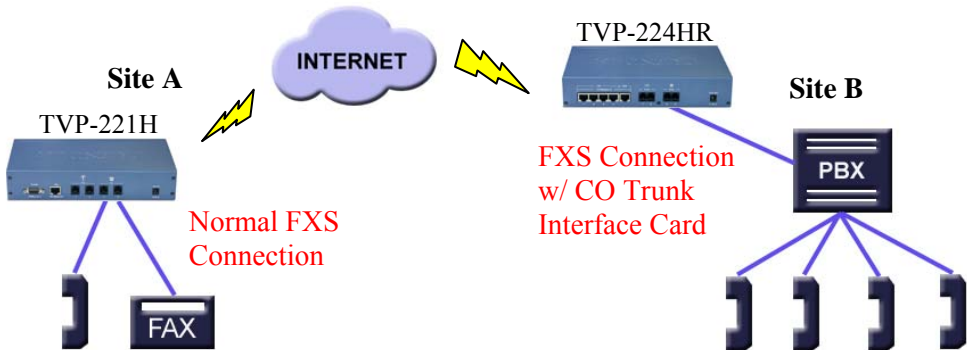 TVP-224HR
INTERNET
Site A
Site B
TVP-221H
FXS Connection
w/ CO Trunk
Interface Card
PBX
Normal FXS
Connection
FAX